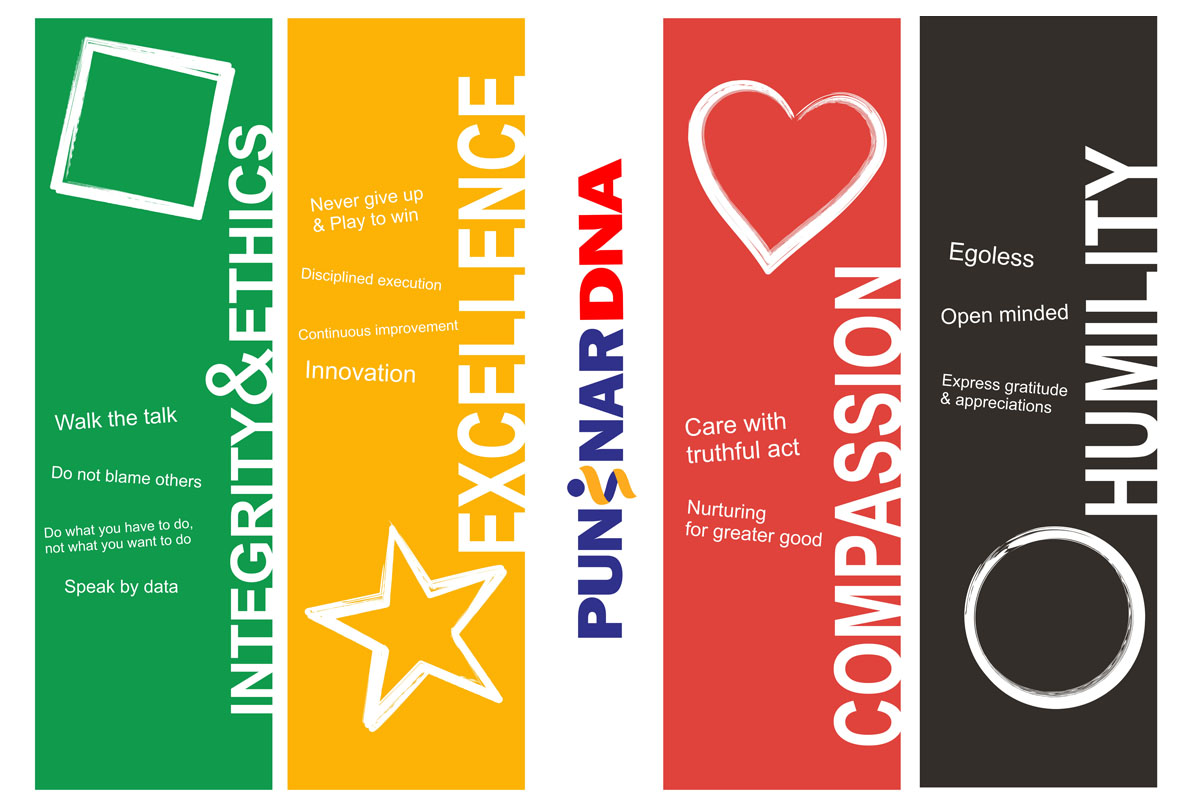 INTEGRITY&ETHICS
Walk the talk
Do not blame others
Do what you have to do,
not what you want to do
Speak by data
EXCELLENCE
Never give up
& Play to win
Disciplined execution
Continuous improvement
Innovation
PUN NAR DNA
COMPASSION
Care with
truthful act
Nurturing
for greater good
HUMILITY
Egoless
Open minded
Express gratitude
& appreciations